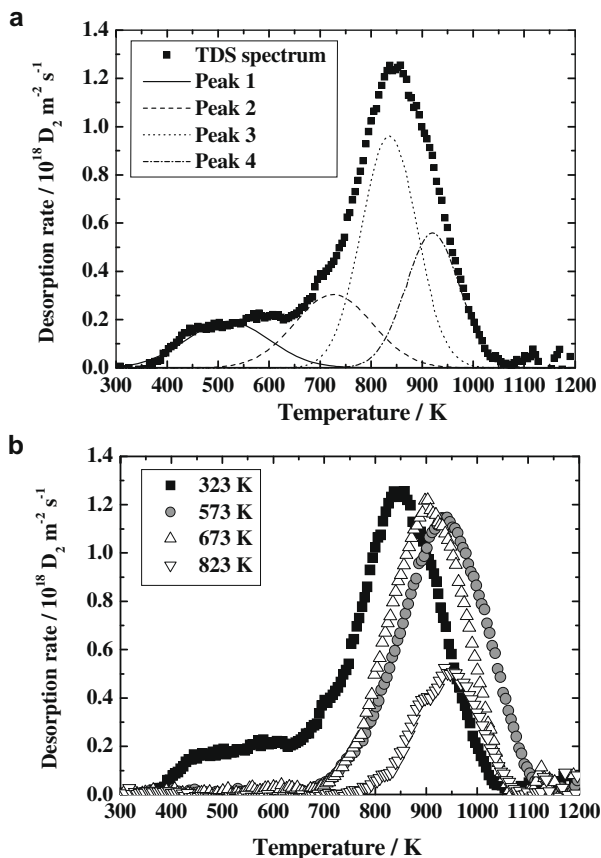 a
1.4
1.2
1.0
0.8
0.6
0.4
0.2
0.0
Desorption rate / 10¹⁸ D₂ m⁻² s⁻¹
TDS spectrum
Peak 1
Peak 2
Peak 3
Peak 4
300 400 500 600 700 800 900 1000 1100 1200
Temperature / K
b
1.4
1.2
1.0
0.8
0.6
0.4
0.2
0.0
Desorption rate / 10¹⁸ D₂ m⁻² s⁻¹
323 K
573 K
673 K
823 K
300 400 500 600 700 800 900 1000 1100 1200
Temperature / K